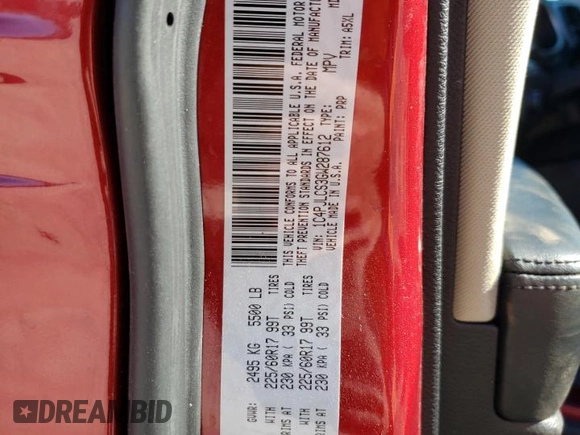 GVWR: 2495 KG 5500 LB
WITH 225/60R17 99T TIRES
RIMS AT 230 KPA ( 33 PSI) COLD
WITH 225/60R17 99T TIRES
RIMS AT 230 KPA ( 33 PSI) COLD
THIS VEHICLE CONFORMS TO ALL APPLICABLE U.S.A. FEDERAL MOTOR
THEFT PREVENTION STANDARDS IN EFFECT ON THE DATE OF MANUFACT
VIN: 1C4PJLCS3GW287612 TYPE: MPV
VEHICLE MADE IN U.S.A. PAINT: PRP TRIM: A5XL
DREAMBID